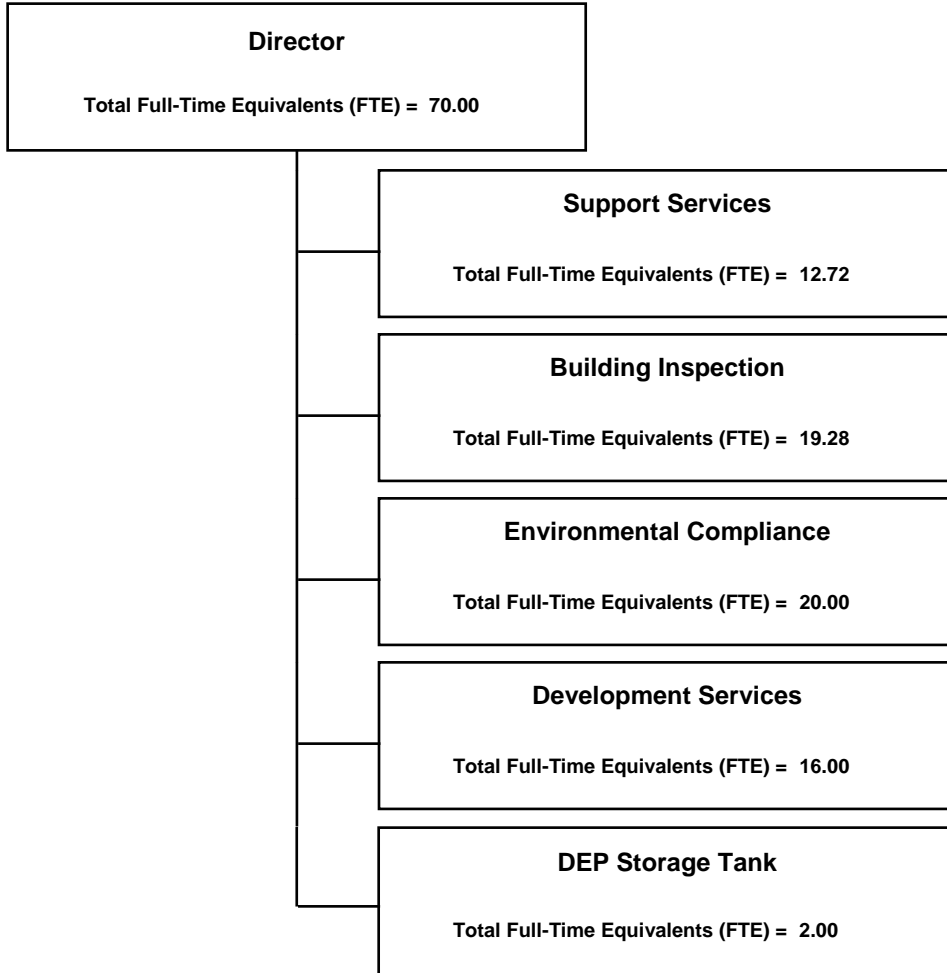 Director
Total Full-Time Equivalents (FTE) = 70.00
Support Services
Total Full-Time Equivalents (FTE) = 12.72
Building Inspection
Total Full-Time Equivalents (FTE) = 19.28
Environmental Compliance
Total Full-Time Equivalents (FTE) = 20.00
Development Services
Total Full-Time Equivalents (FTE) = 16.00
DEP Storage Tank
Total Full-Time Equivalents (FTE) = 2.00